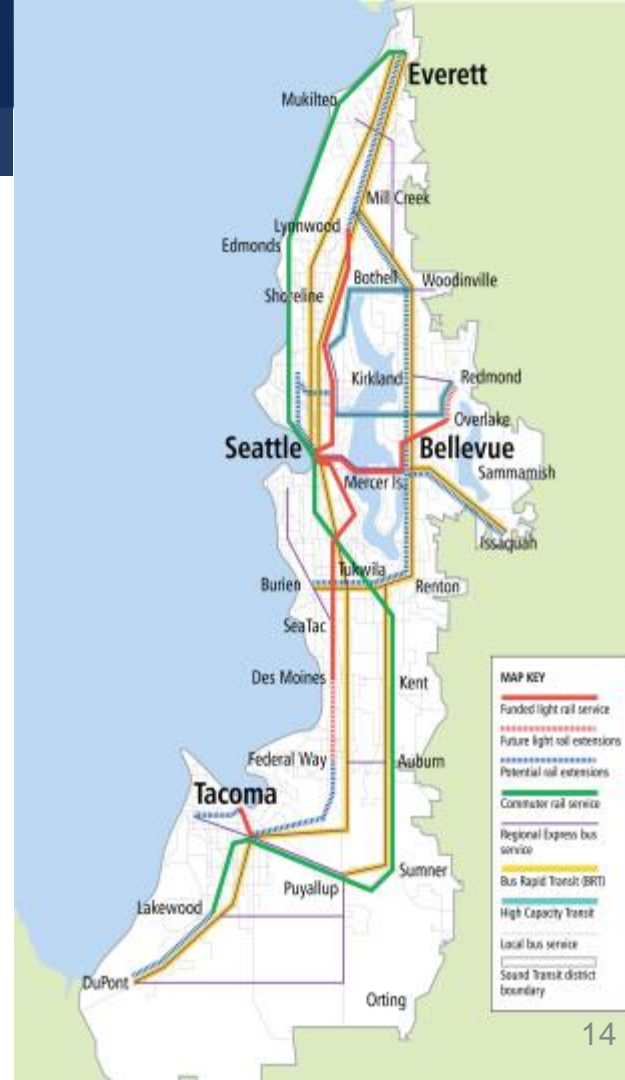 Everett
Mukilteo
Mill Creek
Lynnwood
Edmonds
Bothell
Woodinville
Shoreline
Kirkland
Redmond
Overlake
Seattle
Bellevue
Sammamish
Mercer Is.
Issaquah
Tukwila
Burien
Renton
SeaTac
Des Moines
Kent
Federal Way
Auburn
Tacoma
Sumner
Puyallup
Lakewood
DuPont
Orting
MAP KEY
Funded light rail service
Future light rail extensions
Potential rail extensions
Commuter rail service
Regional Express bus
service
Bus Rapid Transit (BRT)
High Capacity Transit
Local bus service
Sound Transit district
boundary
14